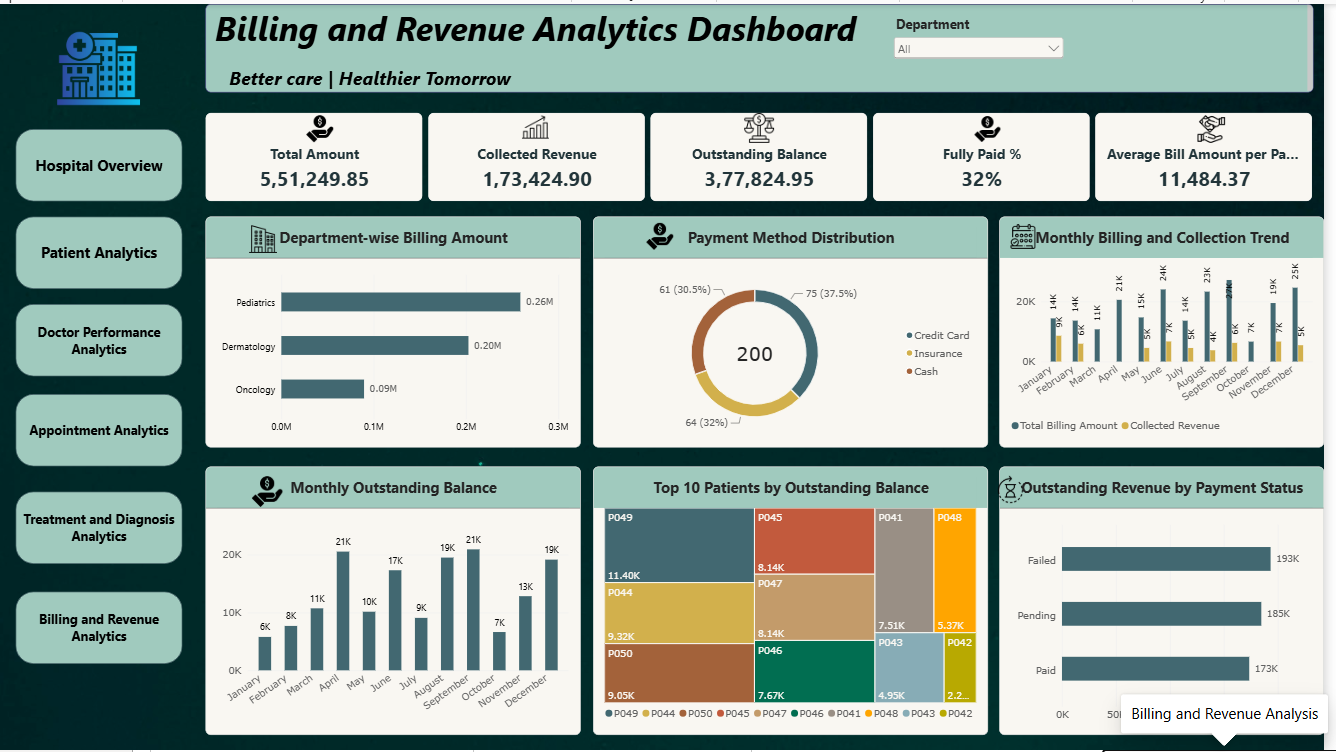 Billing and Revenue Analytics Dashboard
Better care | Healthier Tomorrow
Department
All
Hospital Overview
Patient Analytics
Doctor Performance
Analytics
Appointment Analytics
Treatment and Diagnosis
Analytics
Billing and Revenue
Analytics
Total Amount
5,51,249.85
Collected Revenue
1,73,424.90
Outstanding Balance
3,77,824.95
Fully Paid %
32%
Average Bill Amount per Pa...
11,484.37
Department-wise Billing Amount
Pediatrics
0.26M
Dermatology
0.20M
Oncology
0.09M
0.0M 0.1M 0.2M 0.3M
Payment Method Distribution
61 (30.5%)
75 (37.5%)
200
64 (32%)
Credit Card
Insurance
Cash
Monthly Billing and Collection Trend
20K
0K
14K 9K 14K 6K 11K 21K 15K 5K 24K 7K 14K 5K 23K 4K 27K 6K 7K 19K 7K 25K 5K
January February March April May June July August September October November December
Total Billing Amount Collected Revenue
Monthly Outstanding Balance
20K
10K
0K
6K 8K 11K 21K 10K 17K 9K 19K 21K 7K 13K 19K
January February March April May June July August September October November December
Top 10 Patients by Outstanding Balance
P049
11.40K
P044
9.32K
P050
9.05K
P045
8.14K
P047
8.14K
P046
7.67K
P041
7.51K
P048
5.37K
P043
4.95K
P042
2.2...
P049 P044 P050 P045 P047 P046 P041 P048 P043 P042
Outstanding Revenue by Payment Status
Failed
193K
Pending
185K
Paid
173K
0K
Billing and Revenue Analysis